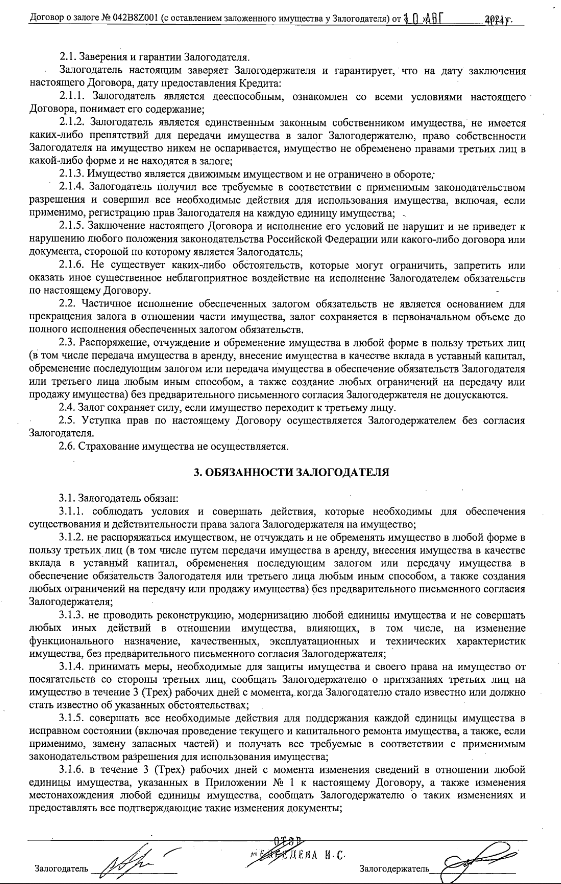 Договор о залоге № 042B8Z001 (с оставлением заложенного имущества у Залогодателя) от 10 АВГ 2021 г.
2.1. Заверения и гарантии Залогодателя.
Залогодатель настоящим заверяет Залогодержателя и гарантирует, что на дату заключения
настоящего Договора, дату предоставления Кредита:
2.1.1. Залогодатель является дееспособным, ознакомлен со всеми условиями настоящего
Договора, понимает его содержание;
2.1.2. Залогодатель является единственным законным собственником имущества, не имеется
каких-либо препятствий для передачи имущества в залог Залогодержателю, право собственности
Залогодателя на имущество никем не оспаривается, имущество не обременено правами третьих лиц в
какой-либо форме и не находятся в залоге;
2.1.3. Имущество является движимым имуществом и не ограничено в обороте;
2.1.4. Залогодатель получил все требуемые в соответствии с применимым законодательством
разрешения и совершил все необходимые действия для использования имущества, включая, если
применимо, регистрацию прав Залогодателя на каждую единицу имущества;
2.1.5. Заключение настоящего Договора и исполнение его условий не нарушит и не приведет к
нарушению любого положения законодательства Российской Федерации или какого-либо договора или
документа, стороной по которому является Залогодатель;
2.1.6. Не существует каких-либо обстоятельств, которые могут ограничить, запретить или
оказать иное существенное неблагоприятное воздействие на исполнение Залогодателем обязательств
по настоящему Договору.
2.2. Частичное исполнение обеспеченных залогом обязательств не является основанием для
прекращения залога в отношении части имущества, залог сохраняется в первоначальном объеме до
полного исполнения обеспеченных залогом обязательств.
2.3. Распоряжение, отчуждение и обременение имущества в любой форме в пользу третьих лиц
(в том числе передача имущества в аренду, внесение имущества в качестве вклада в уставный капитал,
обременение последующим залогом или передача имущества в обеспечение обязательств Залогодателя
или третьего лица любым иным способом, а также создание любых ограничений на передачу или
продажу имущества) без предварительного письменного согласия Залогодержателя не допускаются.
2.4. Залог сохраняет силу, если имущество переходит к третьему лицу.
2.5. Уступка прав по настоящему Договору осуществляется Залогодержателем без согласия
Залогодателя.
2.6. Страхование имущества не осуществляется.
3. ОБЯЗАННОСТИ ЗАЛОГОДАТЕЛЯ
3.1. Залогодатель обязан:
3.1.1. соблюдать условия и совершать действия, которые необходимы для обеспечения
существования и действительности права залога Залогодержателя на имущество;
3.1.2. не распоряжаться имуществом, не отчуждать и не обременять имущество в любой форме в
пользу третьих лиц (в том числе путем передачи имущества в аренду, внесения имущества в качестве
вклада в уставный капитал, обременения последующим залогом или передачу имущества в
обеспечение обязательств Залогодателя или третьего лица любым иным способом, а также создания
любых ограничений на передачу или продажу имущества) без предварительного письменного согласия
Залогодержателя;
3.1.3. не проводить реконструкцию, модернизацию любой единицы имущества и не совершать
любых иных действий в отношении имущества, влияющих, в том числе, на изменение
функционального назначение, качественных, эксплуатационных и технических характеристик
имущества, без предварительного письменного согласия Залогодержателя;
3.1.4. принимать меры, необходимые для защиты имущества и своего права на имущество от
посягательств со стороны третьих лиц, сообщать Залогодержателю о притязаниях третьих лиц на
имущество в течение 3 (Трех) рабочих дней с момента, когда Залогодателю стало известно или должно
стать известно об указанных обстоятельствах;
3.1.5. совершать все необходимые действия для поддержания каждой единицы имущества в
исправном состоянии (включая проведение текущего и капитального ремонта имущества, а также, если
применимо, замену запасных частей) и получать все требуемые в соответствии с применимым
законодательством разрешения для использования имущества;
3.1.6. в течение 3 (Трех) рабочих дней с момента изменения сведений в отношении любой
единицы имущества, указанных в Приложении № 1 к настоящему Договору, а также изменения
местонахождения любой единицы имущества, сообщать Залогодержателю о таких изменениях и
предоставлять все подтверждающие такие изменения документы;
Н.С.
Залогодатель Залогодержатель